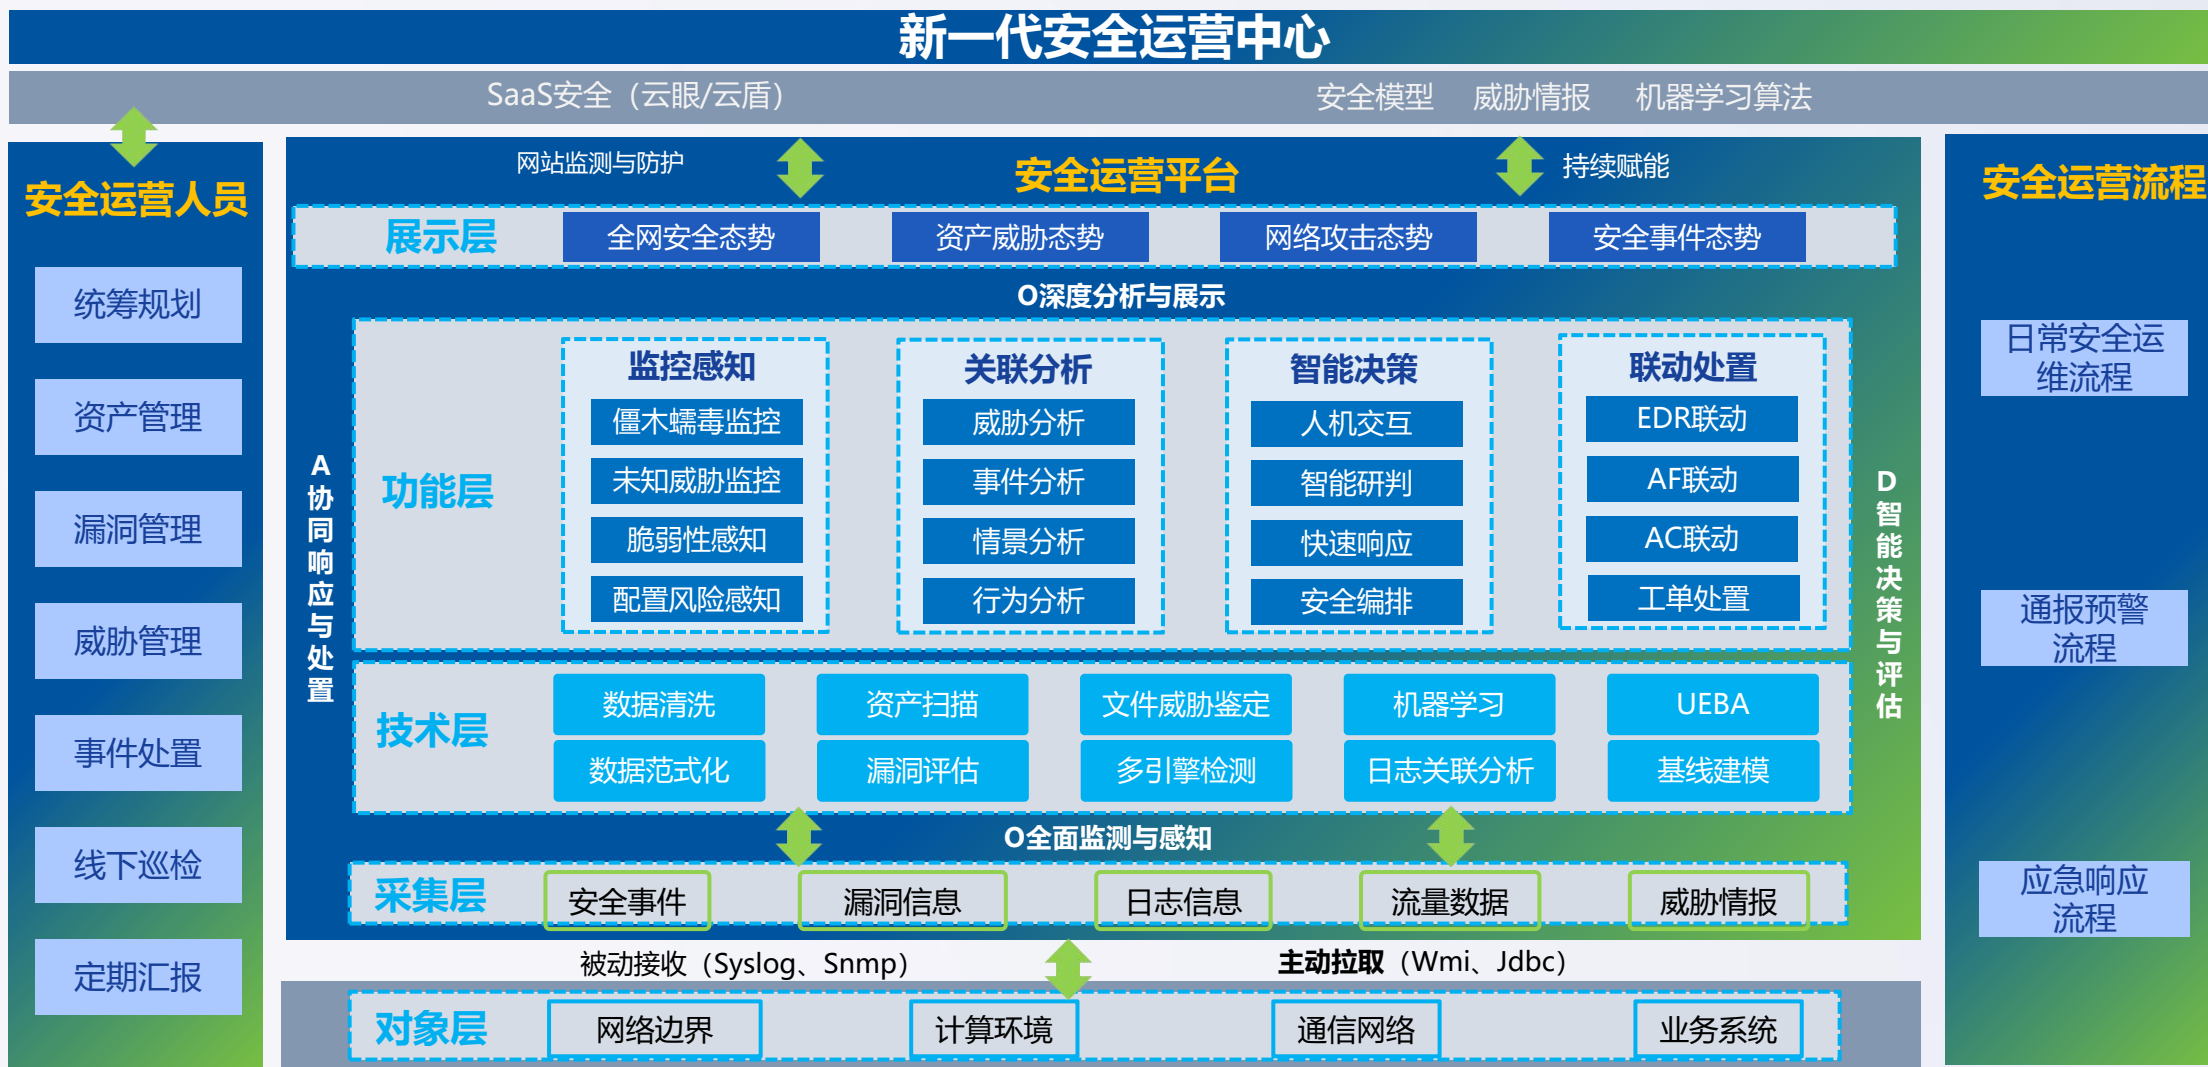 新一代安全运营中心
SaaS安全（云眼/云盾）
安全模型 威胁情报 机器学习算法
安全运营人员
统筹规划
资产管理
漏洞管理
威胁管理
事件处置
线下巡检
定期汇报
网站监测与防护
安全运营平台
持续赋能
展示层
全网安全态势
资产威胁态势
网络攻击态势
安全事件态势
O深度分析与展示
A协同响应与处置
功能层
监控感知
僵木蠕毒监控
未知威胁监控
脆弱性感知
配置风险感知
关联分析
威胁分析
事件分析
情景分析
行为分析
智能决策
人机交互
智能研判
快速响应
安全编排
联动处置
EDR联动
AF联动
AC联动
工单处置
D智能决策与评估
技术层
数据清洗
资产扫描
文件威胁鉴定
机器学习
UEBA
数据范式化
漏洞评估
多引擎检测
日志关联分析
基线建模
O全面监测与感知
采集层
安全事件
漏洞信息
日志信息
流量数据
威胁情报
被动接收（Syslog、Snmp）
主动拉取（Wmi、Jdbc）
对象层
网络边界
计算环境
通信网络
业务系统
安全运营流程
日常安全运
维流程
通报预警
流程
应急响应
流程